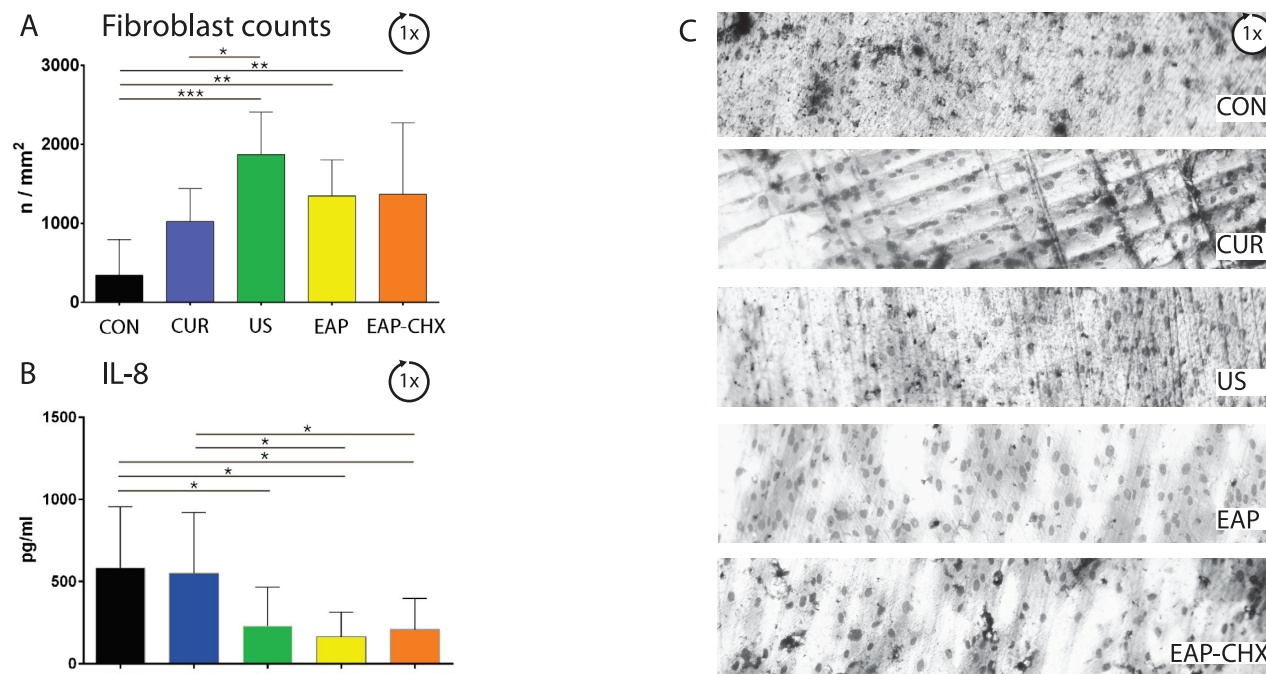 A Fibroblast counts 1x
*
**
**
***
3000
2000
1000
0
n / mm²
CON CUR US EAP EAP-CHX
B IL-8 1x
*
*
*
*
*
1500
1000
500
0
pg/ml
C 1x
CON
CUR
US
EAP
EAP-CHX